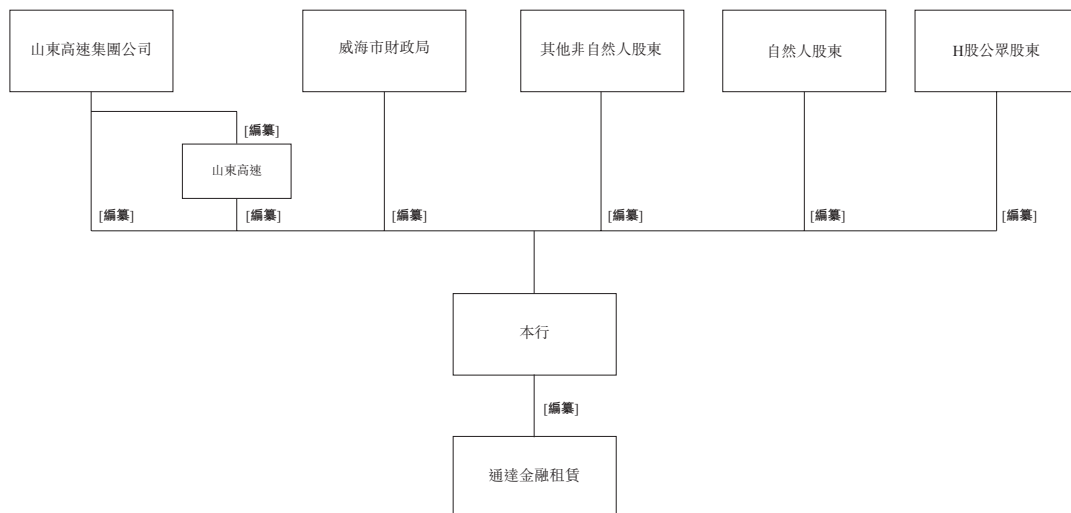 山東高速集團公司
威海市財政局
其他非自然人股東
自然人股東
H股公眾股東
[編纂]
山東高速
[編纂]
[編纂]
[編纂]
[編纂]
[編纂]
[編纂]
本行
[編纂]
通達金融租賃